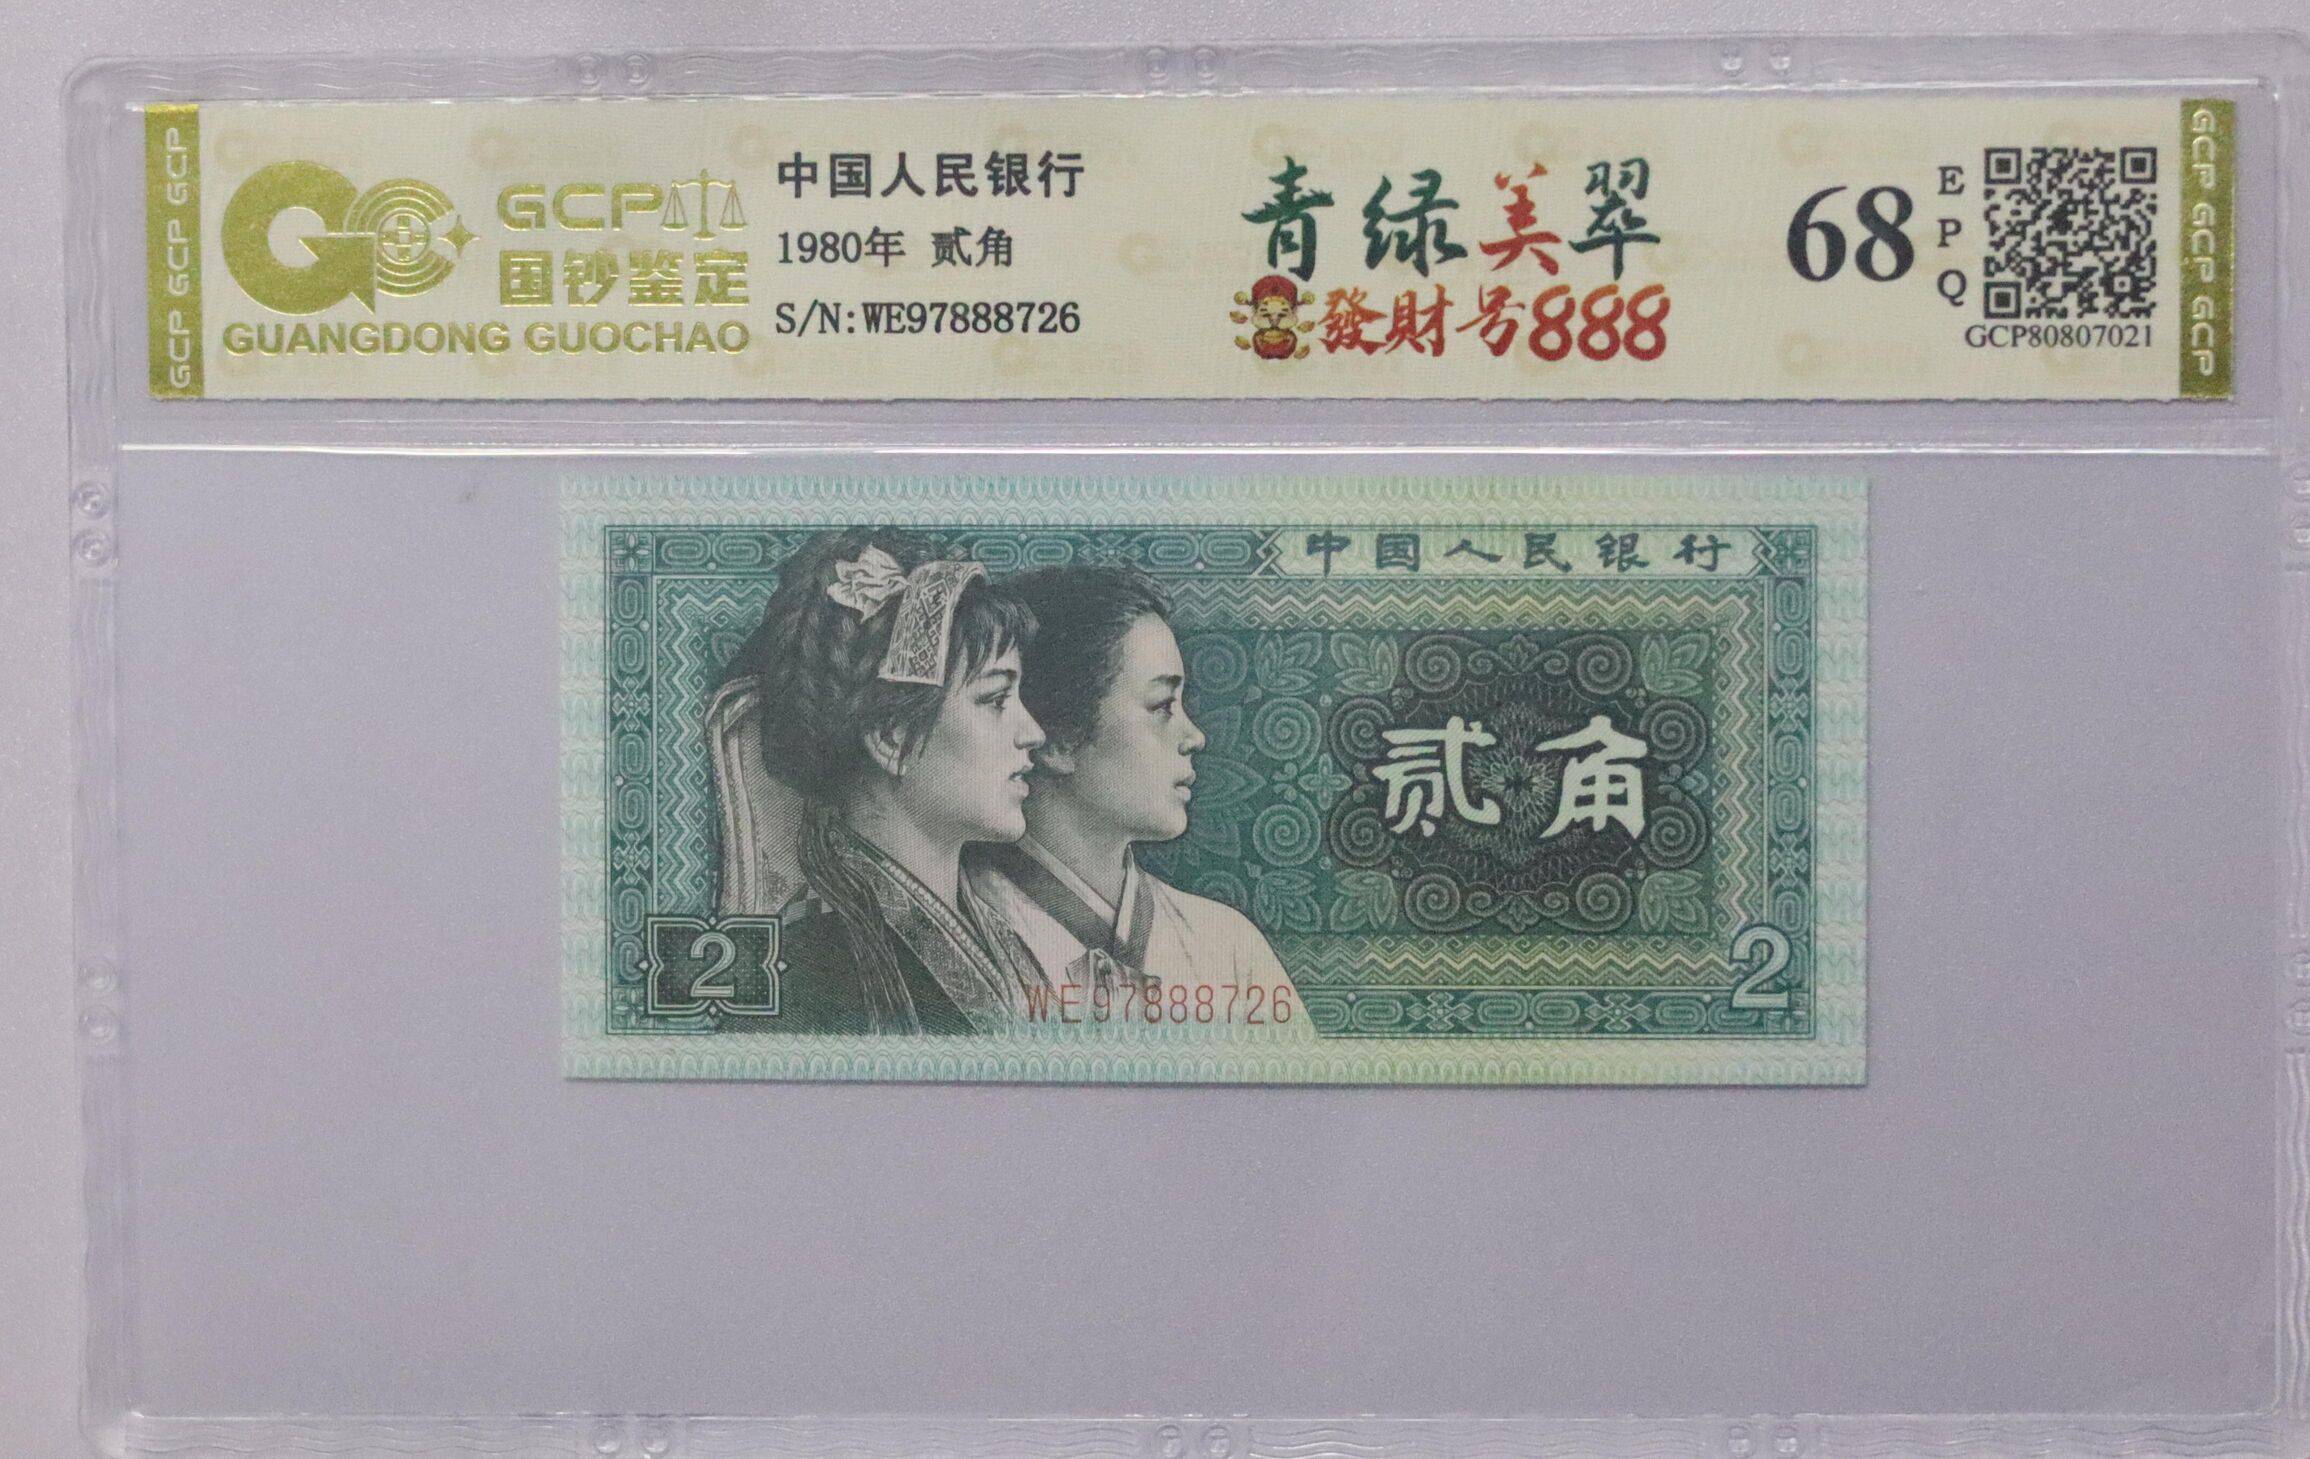 GCP GCP GCP
GCP
国钞鉴定
GUANGDONG GUOCHAO
中国人民银行
1980年 贰角
S/N:WE97888726
青绿美翠
發財号888
68
EPQ
GCP80807021
GCP GCP GCP
中国人民银行
贰角
2
2
WE97888726